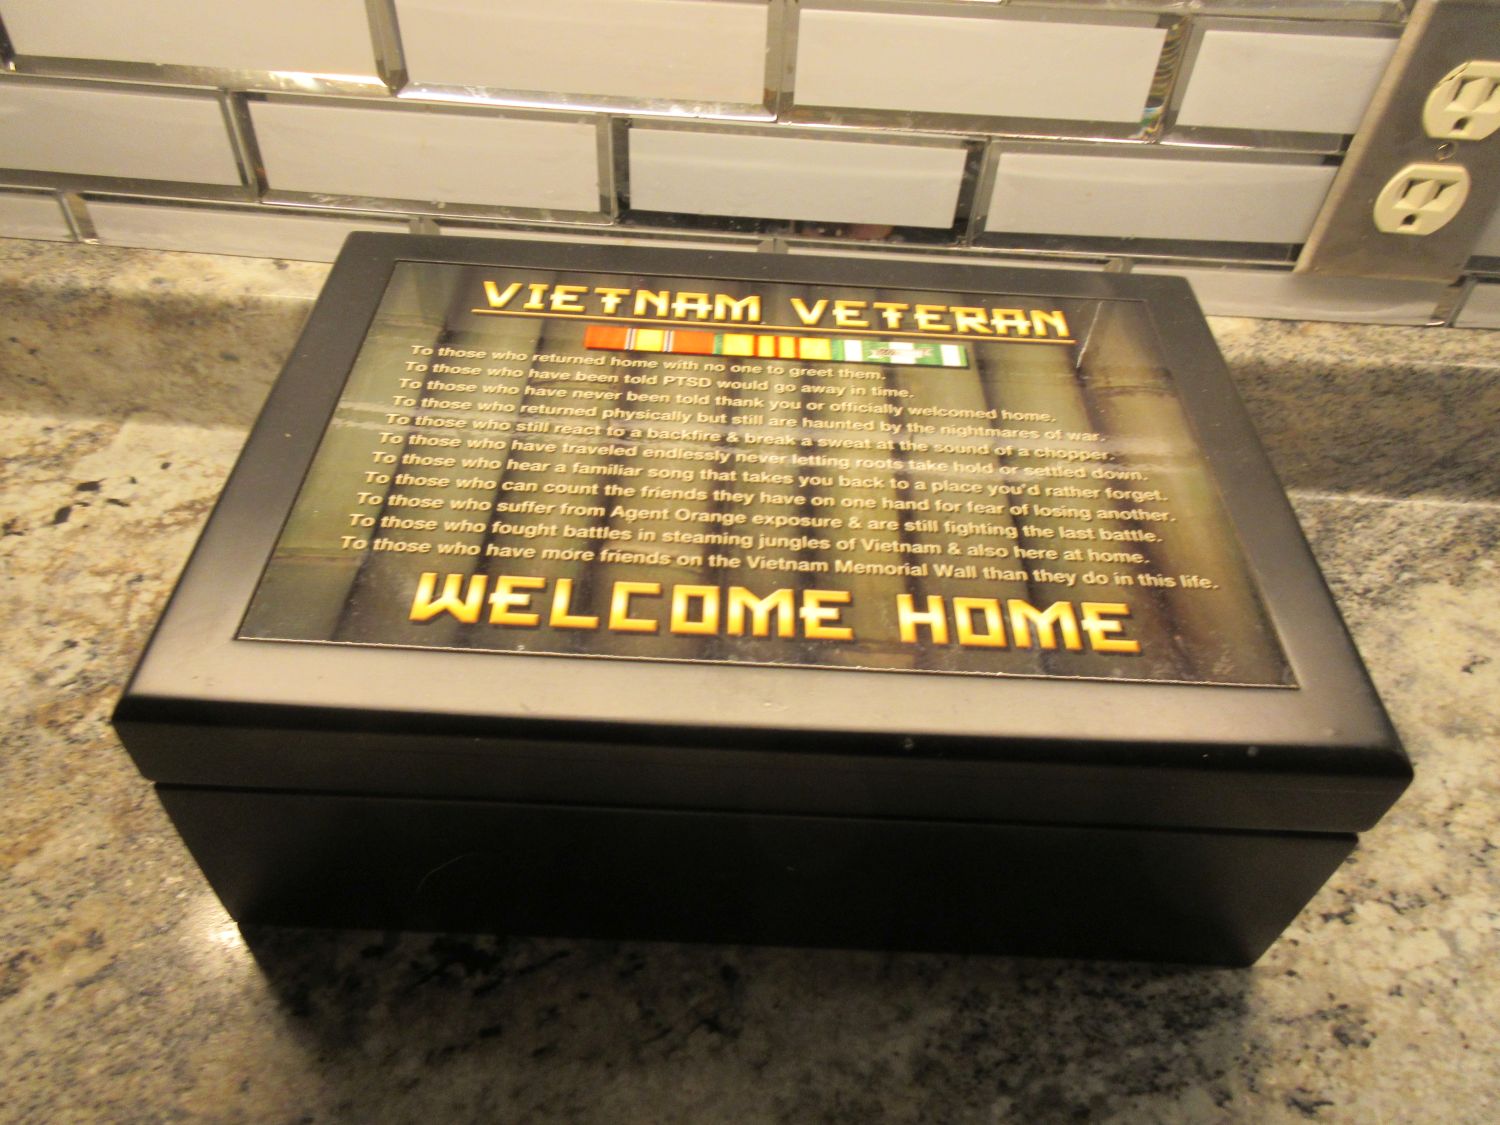 VIETNAM VETERAN
To those who returned home with no one to greet them.
To those who have been told PTSD would go away in time.
To those who have never been told thank you or officially welcomed home.
To those who returned physically but still are haunted by the nightmares of war.
To those who still react to a backfire & break a sweat at the sound of a chopper.
To those who have traveled endlessly never letting roots take hold or settled down.
To those who hear a familiar song that takes you back to a place you'd rather forget.
To those who can count the friends they have on one hand for fear of losing another.
To those who suffer from Agent Orange exposure & are still fighting the last battle.
To those who fought battles in steaming jungles of Vietnam & also here at home.
To those who have more friends on the Vietnam Memorial Wall than they do in this life.
WELCOME HOME